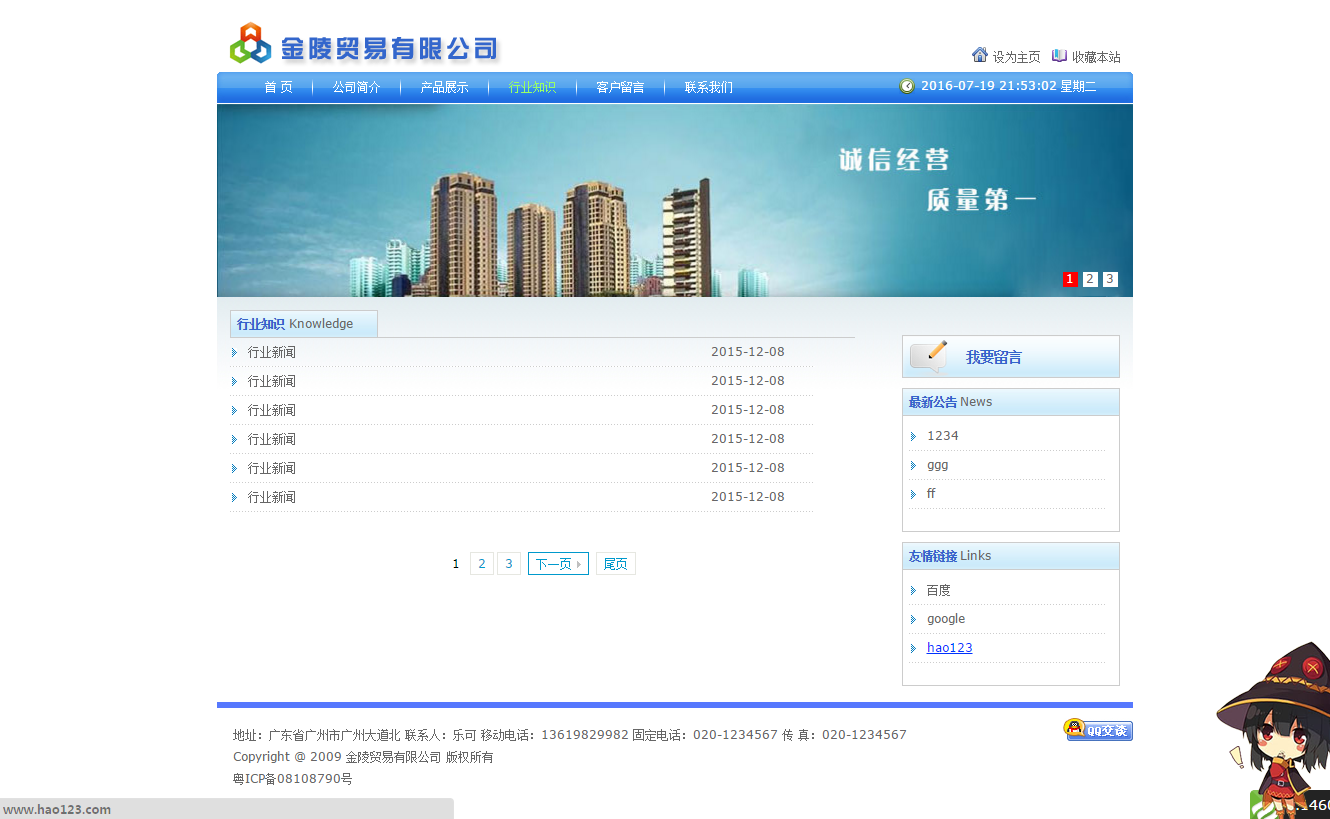 金陵贸易有限公司
设为主页 收藏本站
首 页 公司简介 产品展示 行业知识 客户留言 联系我们 2016-07-19 21:53:02 星期二
诚信经营
质量第一
1 2 3
行业知识 Knowledge
行业新闻 2015-12-08
行业新闻 2015-12-08
行业新闻 2015-12-08
行业新闻 2015-12-08
行业新闻 2015-12-08
行业新闻 2015-12-08
1 2 3 下一页 尾页
我要留言
最新公告 News
1234
ggg
ff
友情链接 Links
百度
google
hao123
地址：广东省广州市广州大道北 联系人：乐可 移动电话：13619829982 固定电话：020-1234567 传 真：020-1234567
Copyright @ 2009 金陵贸易有限公司 版权所有
粤ICP备08108790号
QQ交谈
www.hao123.com